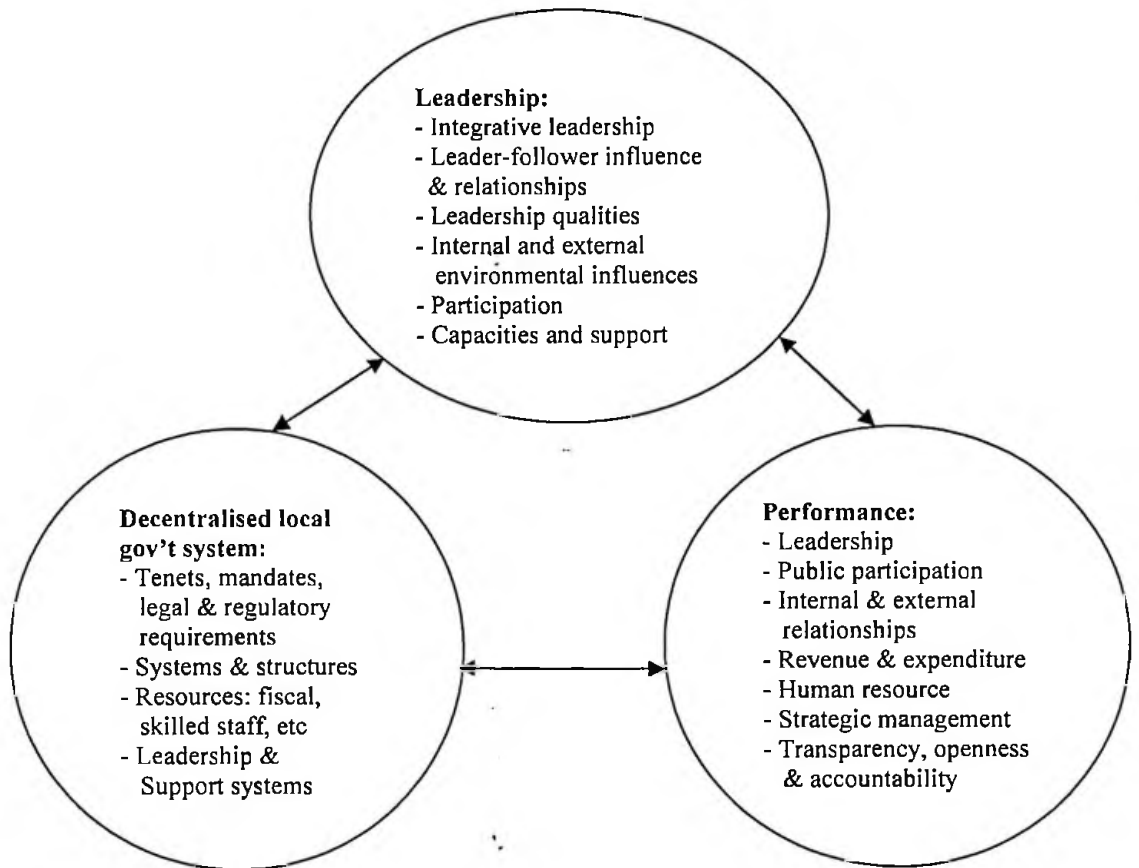 Leadership:
- Integrative leadership
- Leader-follower influence
& relationships
- Leadership qualities
- Internal and external
environmental influences
- Participation
- Capacities and support
Decentralised local
gov't system:
- Tenets, mandates,
legal & regulatory
requirements
- Systems & structures
- Resources: fiscal,
skilled staff, etc
- Leadership &
Support systems
Performance:
- Leadership
- Public participation
- Internal & external
relationships
- Revenue & expenditure
- Human resource
- Strategic management
- Transparency, openness
& accountability